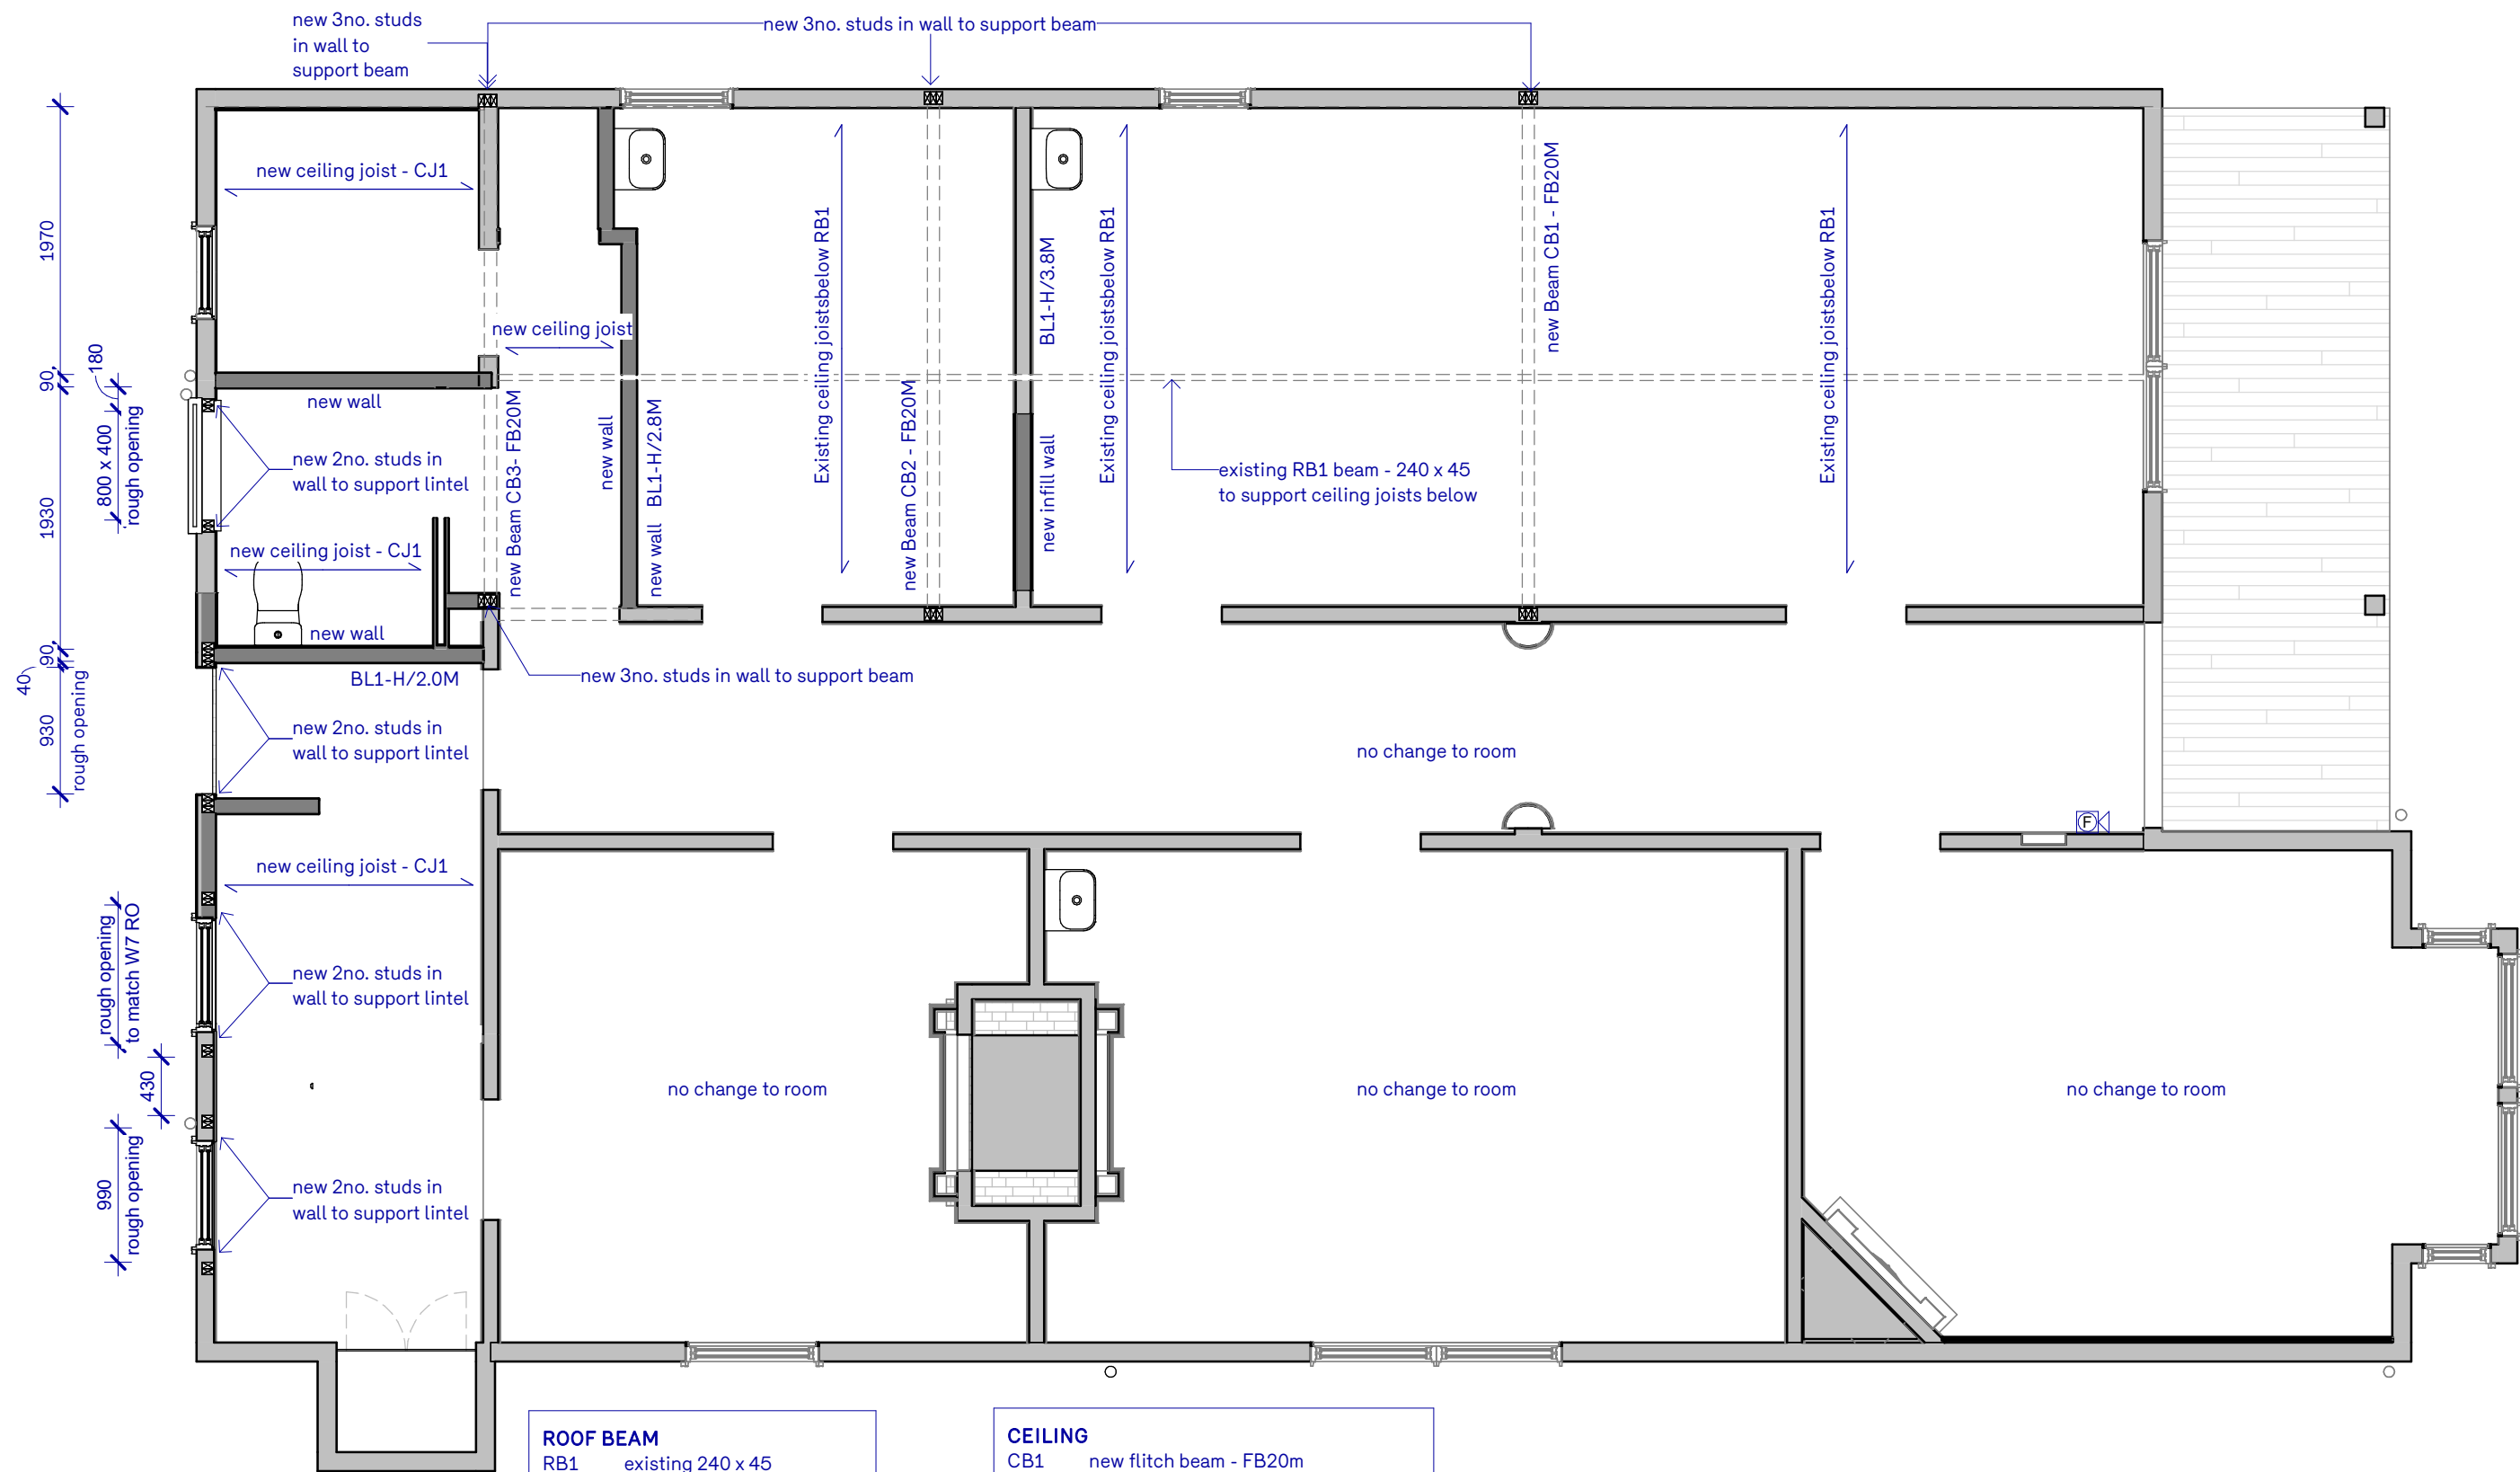 new 3no. studs
in wall to
support beam
new 3no. studs in wall to support beam
new ceiling joist - CJ1
1970
new ceiling joist
Existing ceiling joistsbelow RB1
BL1-H/3.8M
Existing ceiling joistsbelow RB1
new Beam CB1 - FB20M
Existing ceiling joistsbelow RB1
180
90
new wall
800 x 400
rough opening
new 2no. studs in
wall to support lintel
1930
new Beam CB3- FB20M
new wall
new wall BL1-H/2.8M
new Beam CB2 - FB20M
new infill wall
existing RB1 beam - 240 x 45
to support ceiling joists below
new ceiling joist - CJ1
new wall
90
40
BL1-H/2.0M
new 3no. studs in wall to support beam
930
rough opening
new 2no. studs in
wall to support lintel
no change to room
F
new ceiling joist - CJ1
rough opening
to match W7 RO
new 2no. studs in
wall to support lintel
430
no change to room
no change to room
no change to room
990
rough opening
new 2no. studs in
wall to support lintel
ROOF BEAM
RB1 existing 240 x 45
CEILING
CB1 new flitch beam - FB20m